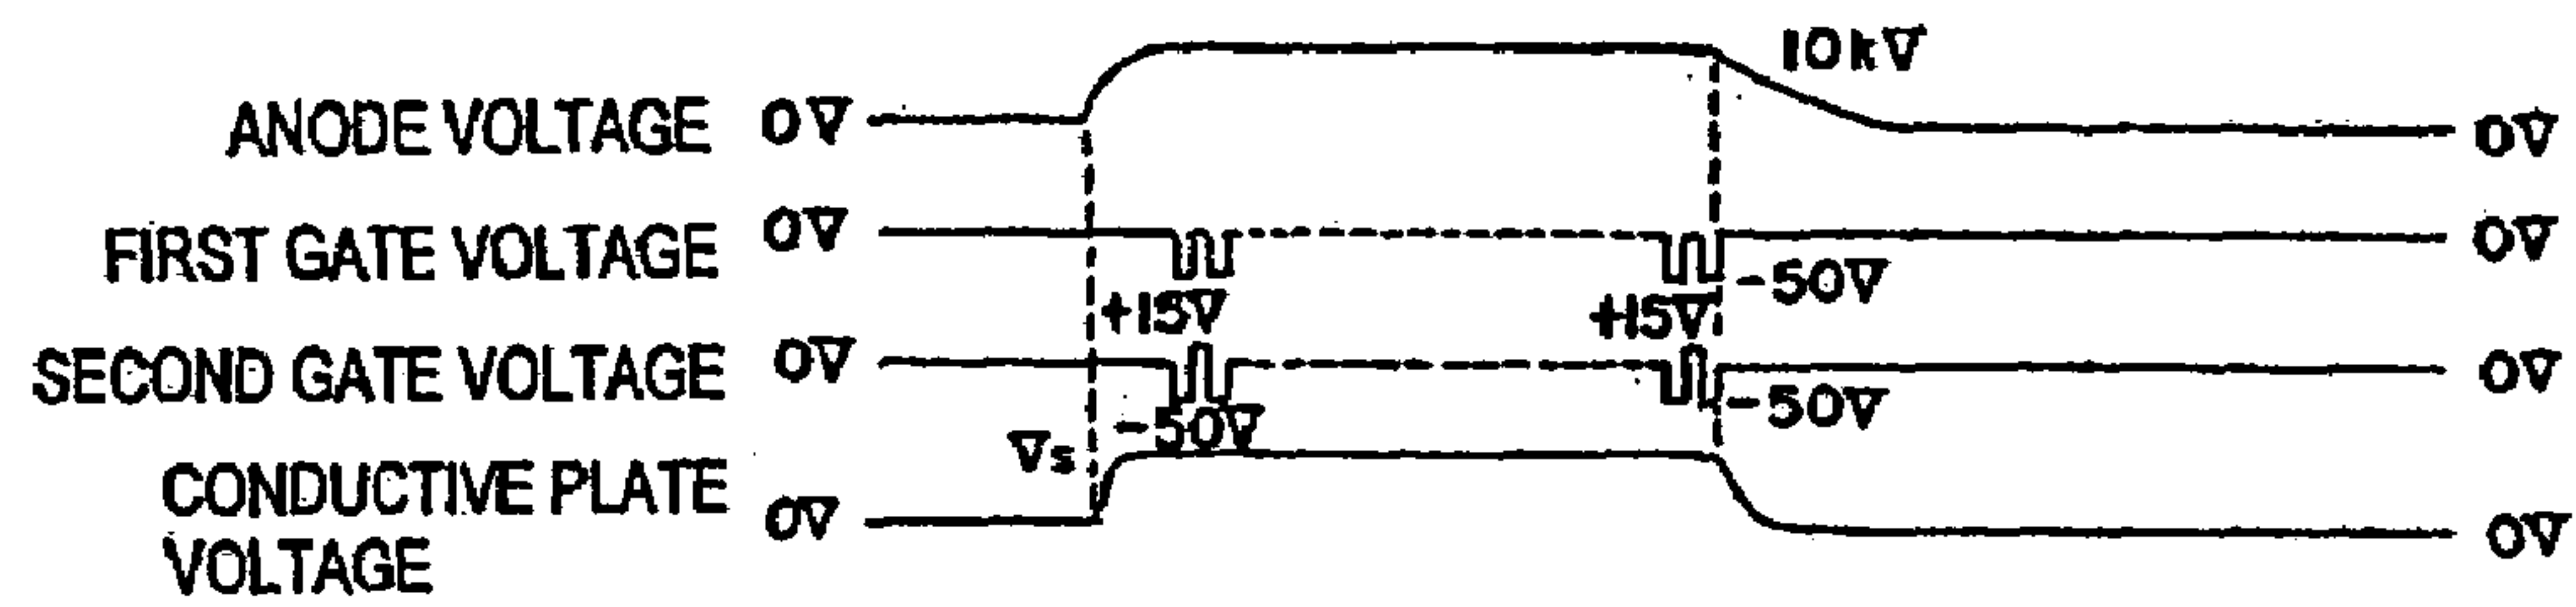 10kV
ANODE VOLTAGE 0V 0V
FIRST GATE VOLTAGE 0V 0V
-50V
+15V +15V
SECOND GATE VOLTAGE 0V 0V
-50V -50V
Vs
CONDUCTIVE PLATE
VOLTAGE
0V 0V